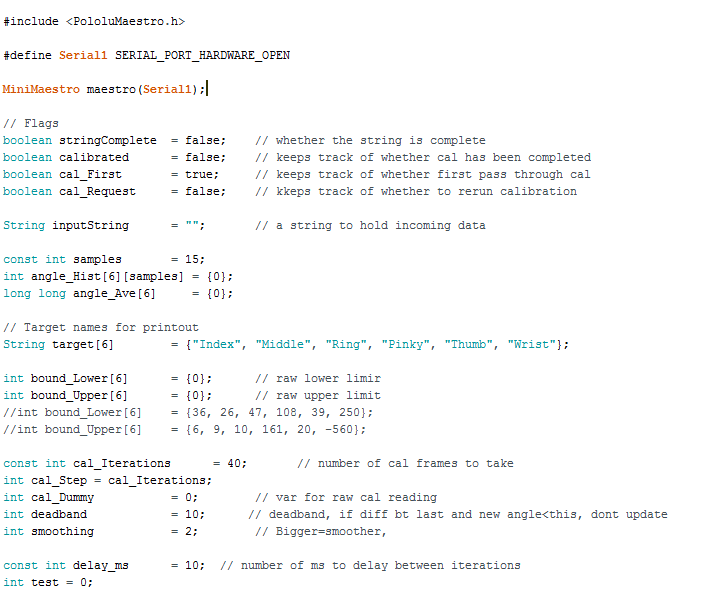 #include <PololuMaestro.h>
#define Serial1 SERIAL_PORT_HARDWARE_OPEN
MiniMaestro maestro(Serial1);
// Flags
boolean stringComplete  = false;    // whether the string is complete
boolean calibrated      = false;    // keeps track of whether cal has been completed
boolean cal_First       = true;     // keeps track of whether first pass through cal
boolean cal_Request     = false;    // kkeps track of whether to rerun calibration
String inputString      = "";       // a string to hold incoming data
const int samples       = 15;
int angle_Hist[6][samples] = {0};
long long angle_Ave[6]     = {0};
// Target names for printout
String target[6]        = {"Index", "Middle", "Ring", "Pinky", "Thumb", "Wrist"};
int bound_Lower[6]      = {0};      // raw lower limir
int bound_Upper[6]      = {0};      // raw upper limit
//int bound_Lower[6]    = {36, 26, 47, 108, 39, 250};
//int bound_Upper[6]    = {6, 9, 10, 161, 20, -560};
const int cal_Iterations      = 40;       // number of cal frames to take
int cal_Step = cal_Iterations;
int cal_Dummy           = 0;        // var for raw cal reading
int deadband            = 10;      // deadband, if diff bt last and new angle<this, dont update
int smoothing           = 2;        // Bigger=smoother,
const int delay_ms      = 10;  // number of ms to delay between iterations
int test = 0;